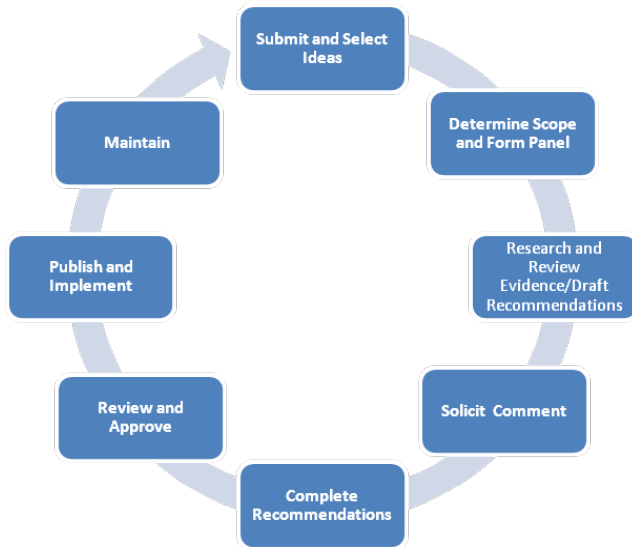 Submit and Select
Ideas
Determine Scope
and Form Panel
Research and
Review
Evidence/Draft
Recommendations
Solicit Comment
Complete
Recommendations
Review and
Approve
Publish and
Implement
Maintain